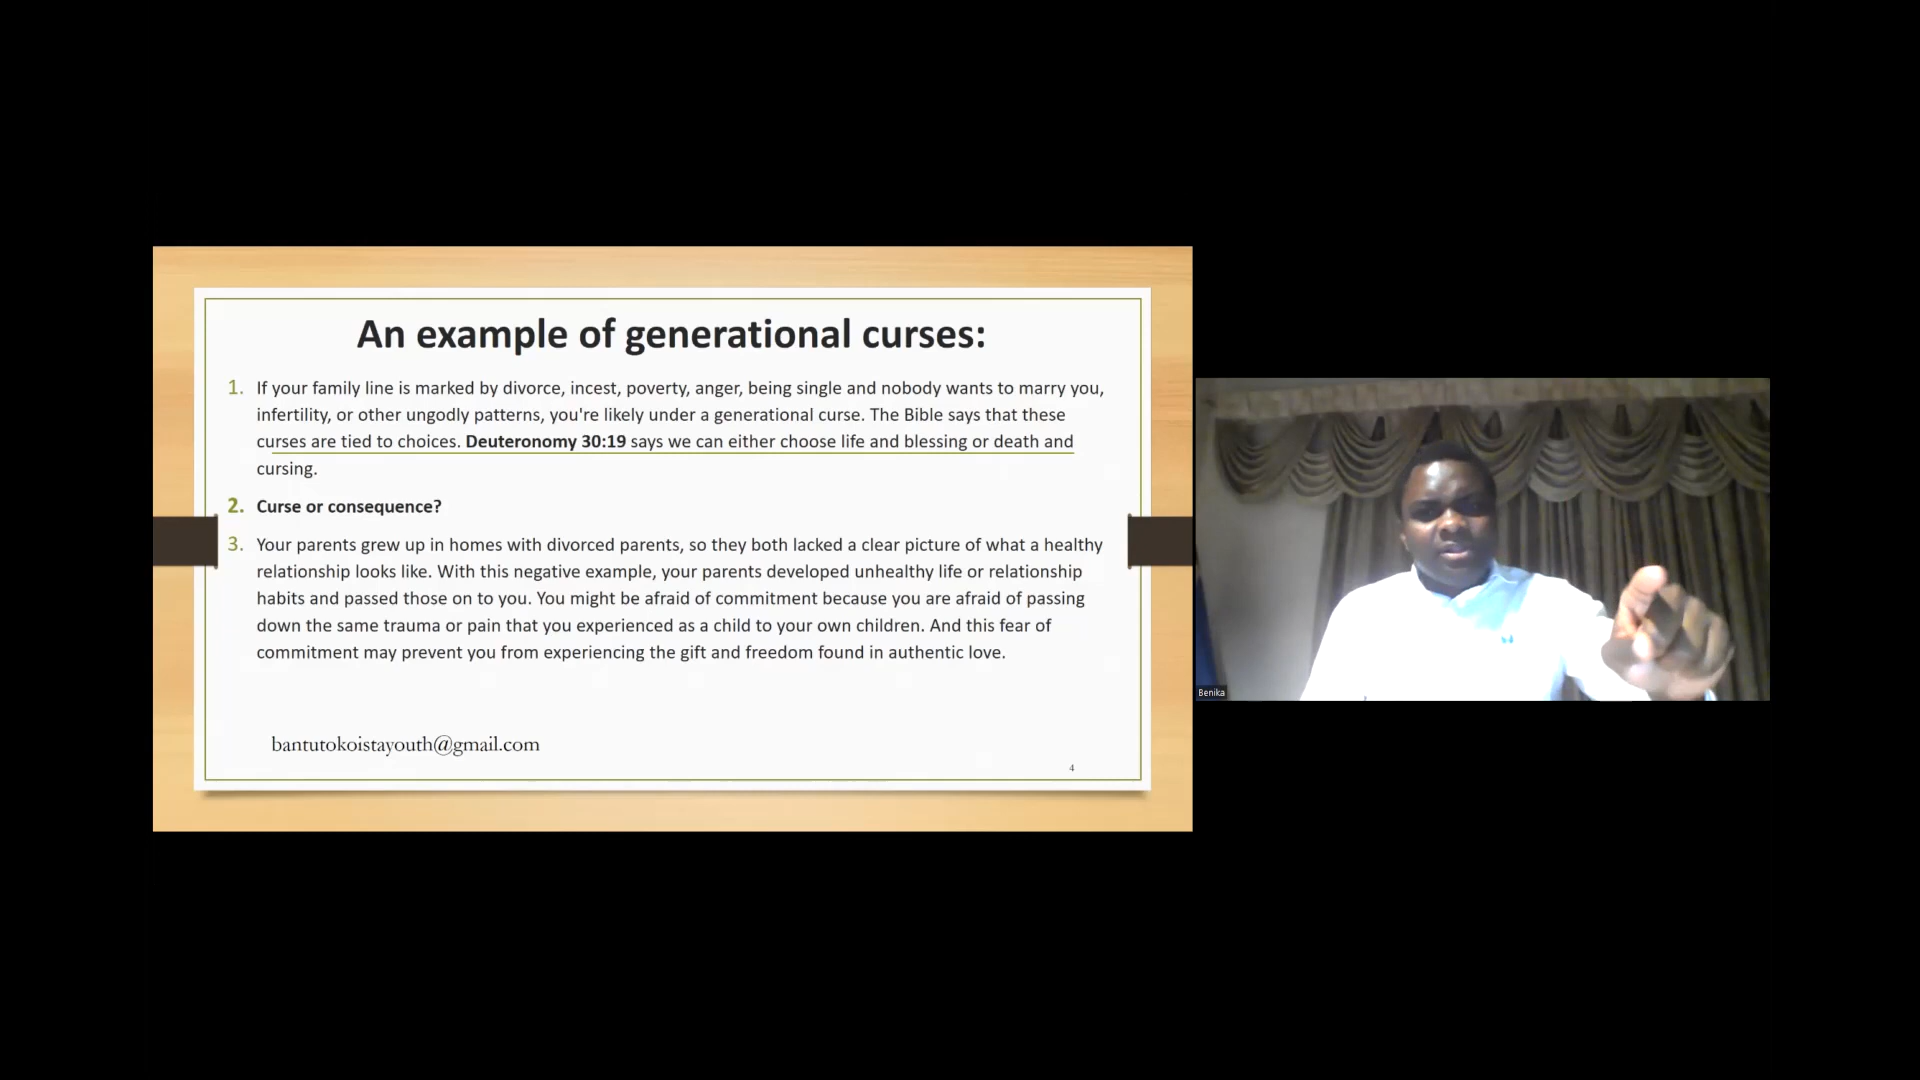 An example of generational curses:
1. If your family line is marked by divorce, incest, poverty, anger, being single and nobody wants to marry you,
infertility, or other ungodly patterns, you're likely under a generational curse. The Bible says that these
curses are tied to choices. Deuteronomy 30:19 says we can either choose life and blessing or death and
cursing.
2. Curse or consequence?
3. Your parents grew up in homes with divorced parents, so they both lacked a clear picture of what a healthy
relationship looks like. With this negative example, your parents developed unhealthy life or relationship
habits and passed those on to you. You might be afraid of commitment because you are afraid of passing
down the same trauma or pain that you experienced as a child to your own children. And this fear of
commitment may prevent you from experiencing the gift and freedom found in authentic love.
bantutokoistayouth@gmail.com
4
Benika